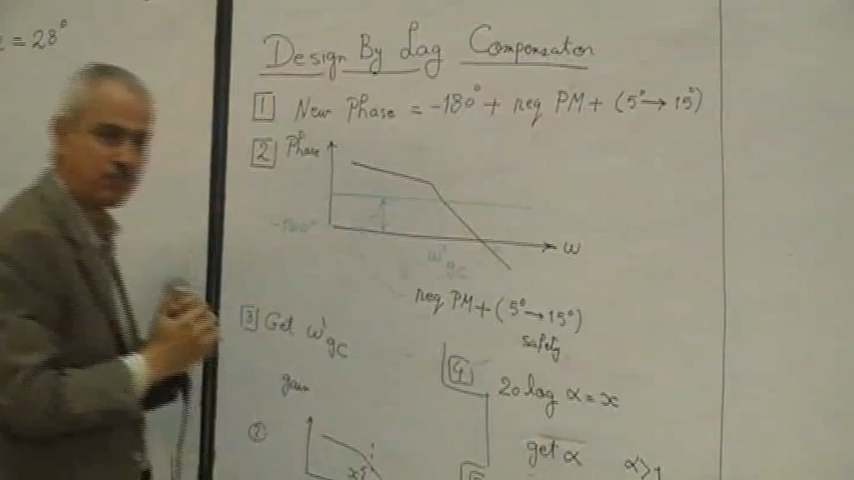 = 28°
Design By Lag Compensation
1 New Phase = -180° + req PM + (5° → 15°)
2 Phase
-180°
ω
ω'gc
req PM + (5° → 15°)
safety
3 Get ω'gc
4 20 log α = x
gain
get α α>1
x